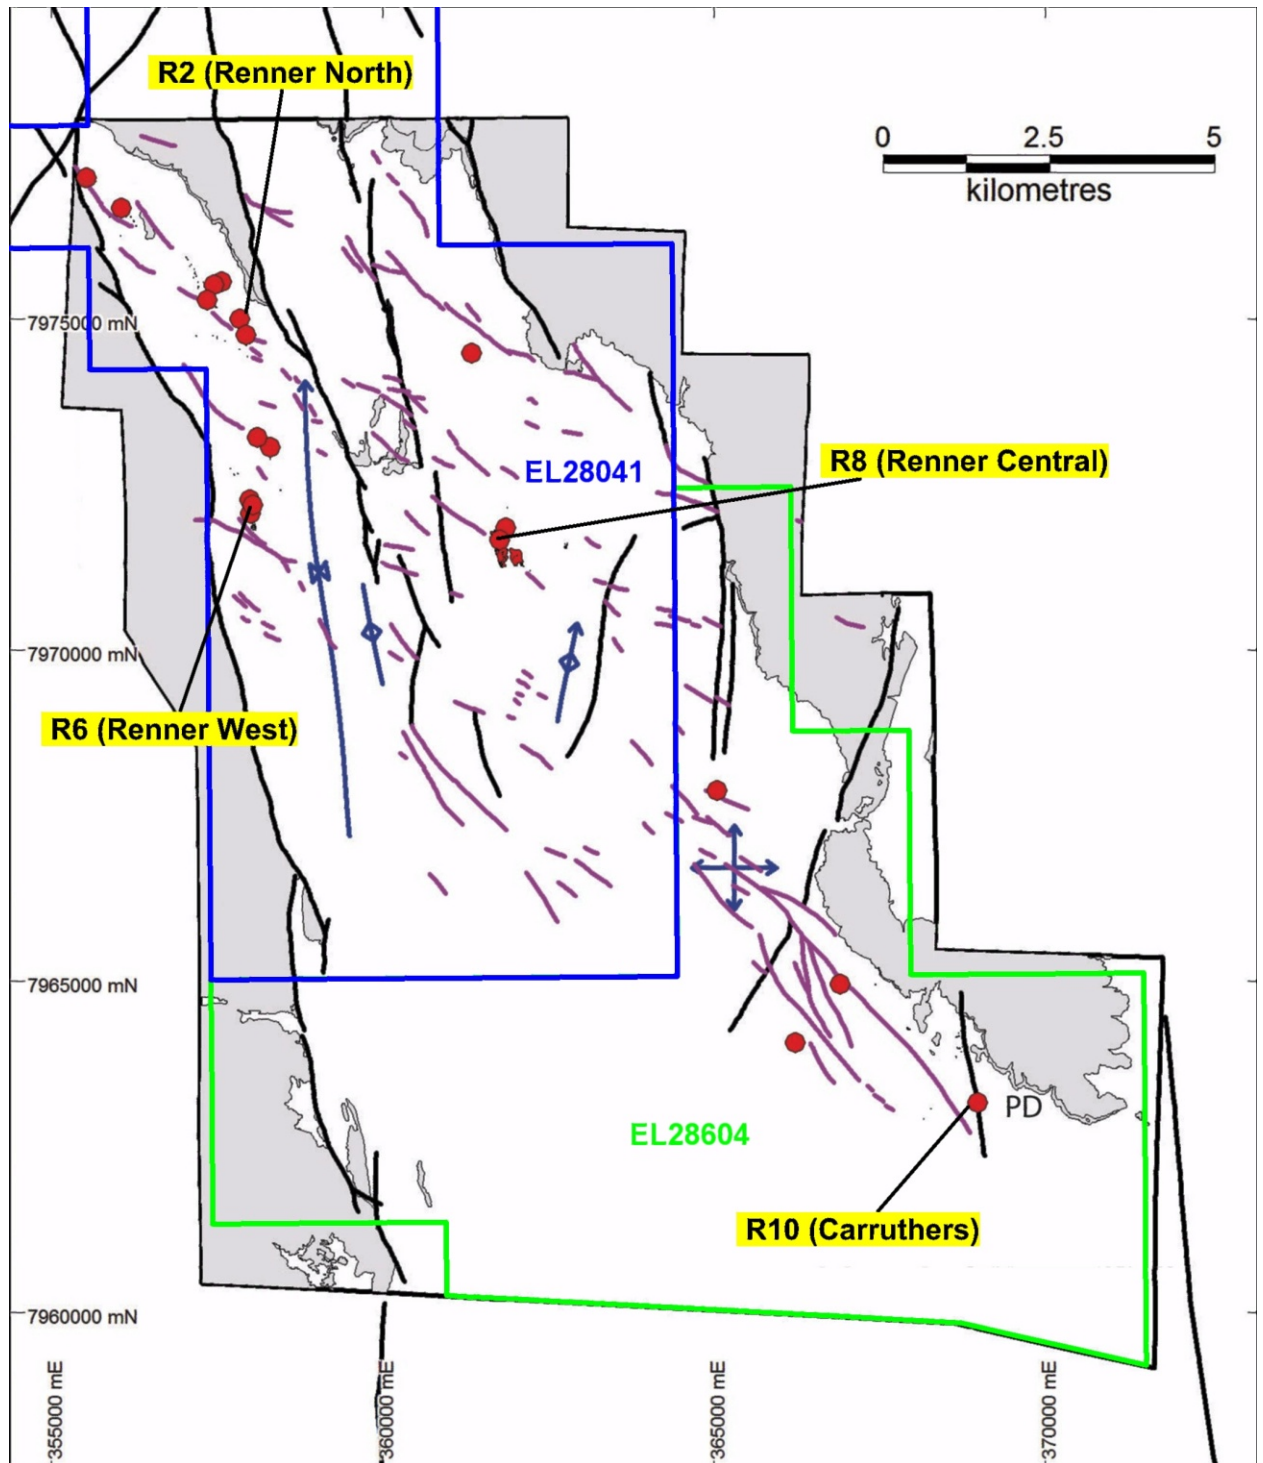 R2 (Renner North)
0 2.5 5
kilometres
7975000 mN
R8 (Renner Central)
EL28041
7970000 mN
R6 (Renner West)
7965000 mN
PD
EL28604
R10 (Carruthers)
7960000 mN
355000 mE
360000 mE
365000 mE
370000 mE